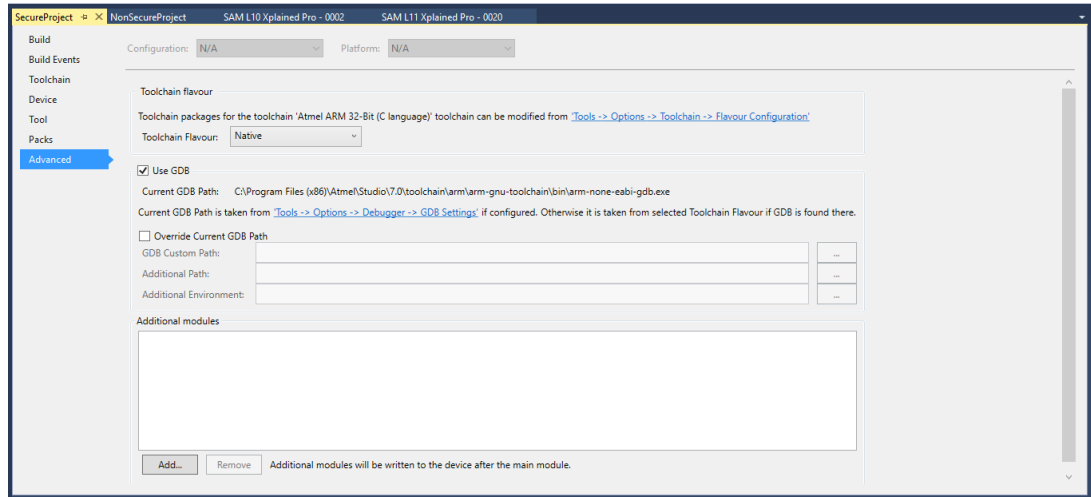 SecureProject NonSecureProject SAM L10 Xplained Pro - 0002 SAM L11 Xplained Pro - 0020
Build
Build Events
Toolchain
Device
Tool
Packs
Advanced
Configuration: N/A Platform: N/A
Toolchain flavour
Toolchain packages for the toolchain 'Atmel ARM 32-Bit (C language)' toolchain can be modified from 'Tools -> Options -> Toolchain -> Flavour Configuration'
Toolchain Flavour: Native
Use GDB
Current GDB Path: C:\Program Files (x86)\Atmel\Studio\7.0\toolchain\arm\arm-gnu-toolchain\bin\arm-none-eabi-gdb.exe
Current GDB Path is taken from 'Tools -> Options -> Debugger -> GDB Settings' if configured. Otherwise it is taken from selected Toolchain Flavour if GDB is found there.
Override Current GDB Path
GDB Custom Path: ...
Additional Path: ...
Additional Environment: ...
Additional modules
Add... Remove Additional modules will be written to the device after the main module.